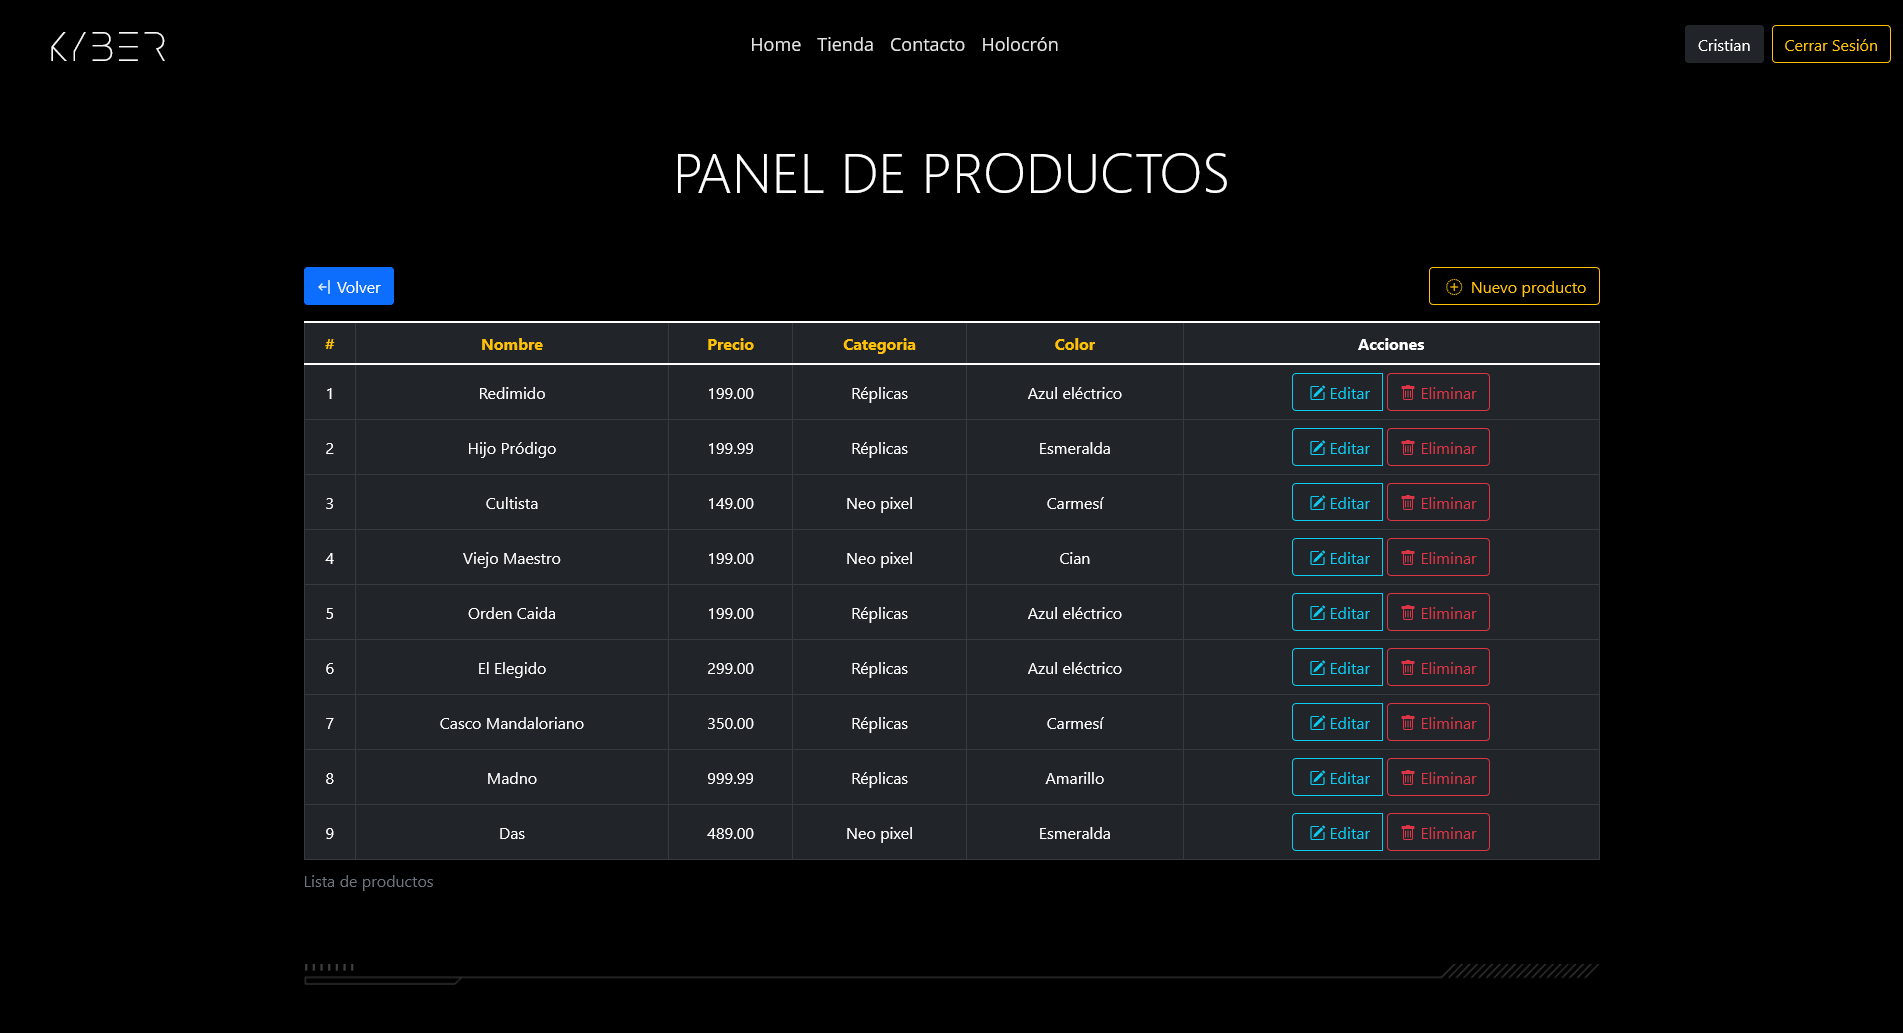 KYBER
Home Tienda Contacto Holocrón
Cristian Cerrar Sesión
PANEL DE PRODUCTOS
Volver Nuevo producto
# Nombre Precio Categoria Color Acciones
1 Redimido 199.00 Réplicas Azul eléctrico Editar Eliminar
2 Hijo Pródigo 199.99 Réplicas Esmeralda Editar Eliminar
3 Cultista 149.00 Neo pixel Carmesí Editar Eliminar
4 Viejo Maestro 199.00 Neo pixel Cian Editar Eliminar
5 Orden Caida 199.00 Réplicas Azul eléctrico Editar Eliminar
6 El Elegido 299.00 Réplicas Azul eléctrico Editar Eliminar
7 Casco Mandaloriano 350.00 Réplicas Carmesí Editar Eliminar
8 Madno 999.99 Réplicas Amarillo Editar Eliminar
9 Das 489.00 Neo pixel Esmeralda Editar Eliminar
Lista de productos